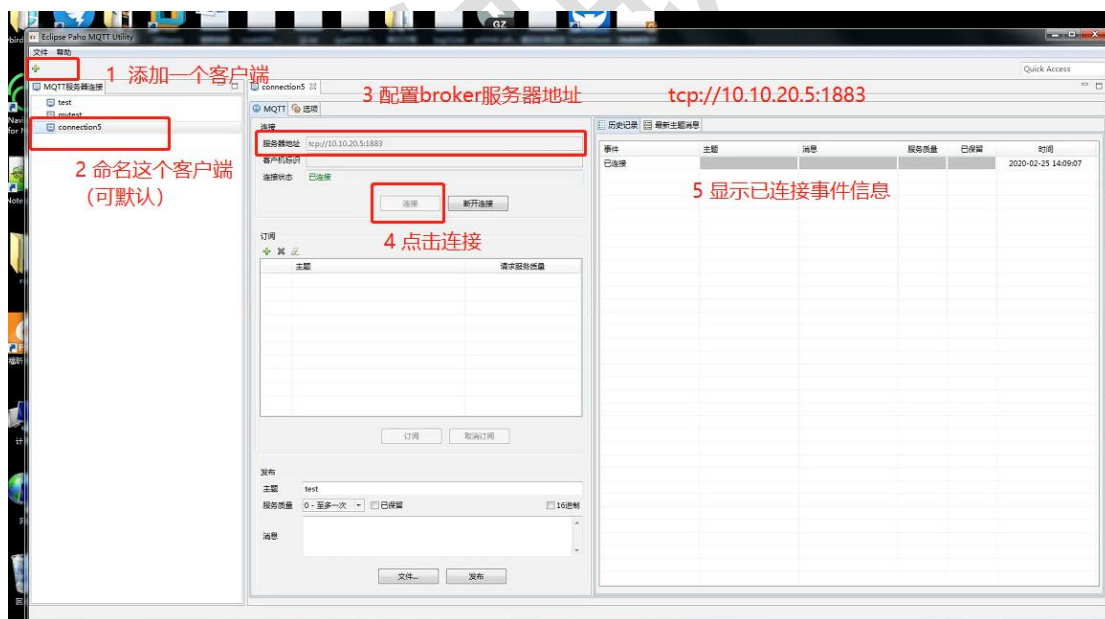 GZ
Eclipse Paho MQTT Utility
文件 帮助
1 添加一个客户端
Quick Access
MQTT服务器连接
connection5
3 配置broker服务器地址 tcp://10.10.20.5:1883
test
mytest
connection5
MQTT 选项
连接
历史记录 最新主题消息
服务器地址 tcp://10.10.20.5:1883
事件 主题 消息 服务质量 已保留 时间
客户机标识
已连接 2020-02-25 14:09:07
2 命名这个客户端
(可默认)
连接状态 已连接
5 显示已连接事件信息
连接 断开连接
4 点击连接
订阅
主题 请求服务质量
订阅 取消订阅
发布
主题 test
服务质量 0 - 至多一次 已保留 16进制
消息
文件... 发布